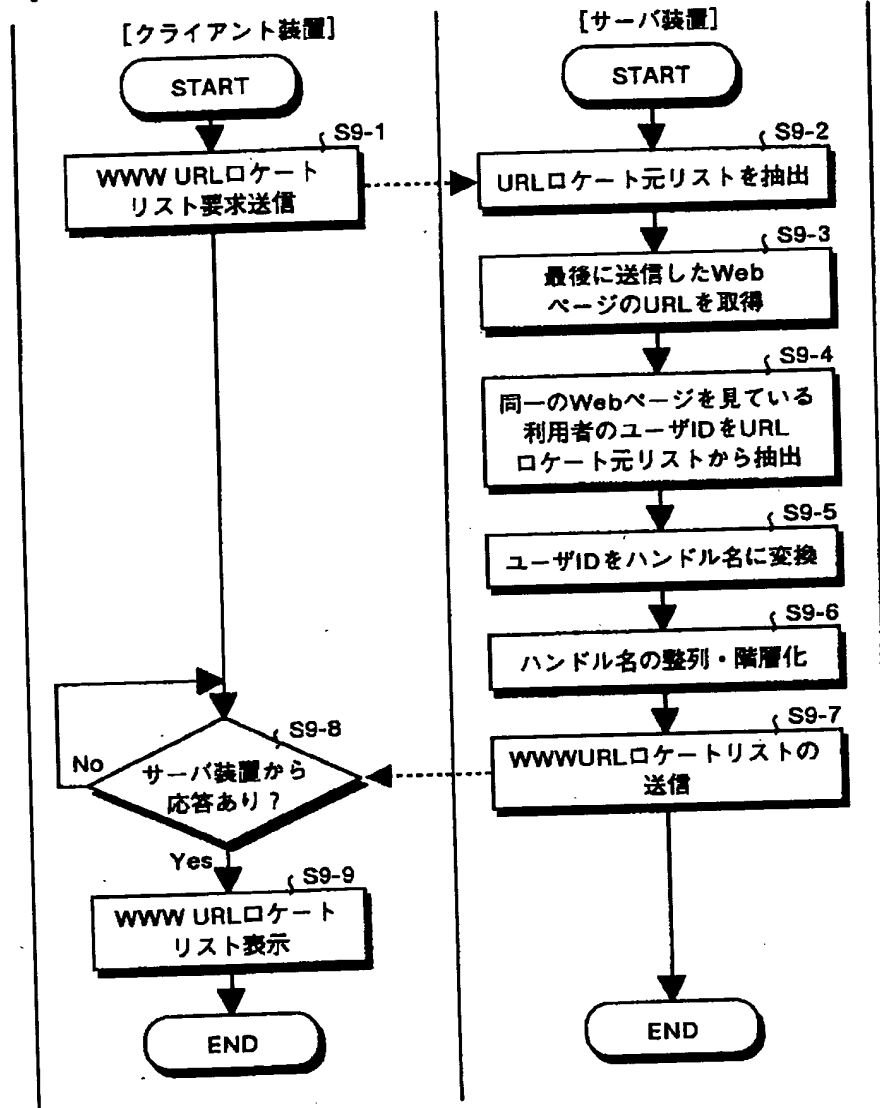 [クライアント装置]
START
S9-1
WWW URLロケート
リスト要求送信
No
S9-8
サーバ装置から
応答あり？
Yes
S9-9
WWW URLロケート
リスト表示
END
[サーバ装置]
START
S9-2
URLロケート元リストを抽出
S9-3
最後に送信したWeb
ページのURLを取得
S9-4
同一のWebページを見ている
利用者のユーザIDをURL
ロケート元リストから抽出
S9-5
ユーザIDをハンドル名に変換
S9-6
ハンドル名の整列・階層化
S9-7
WWWURLロケートリストの
送信
END